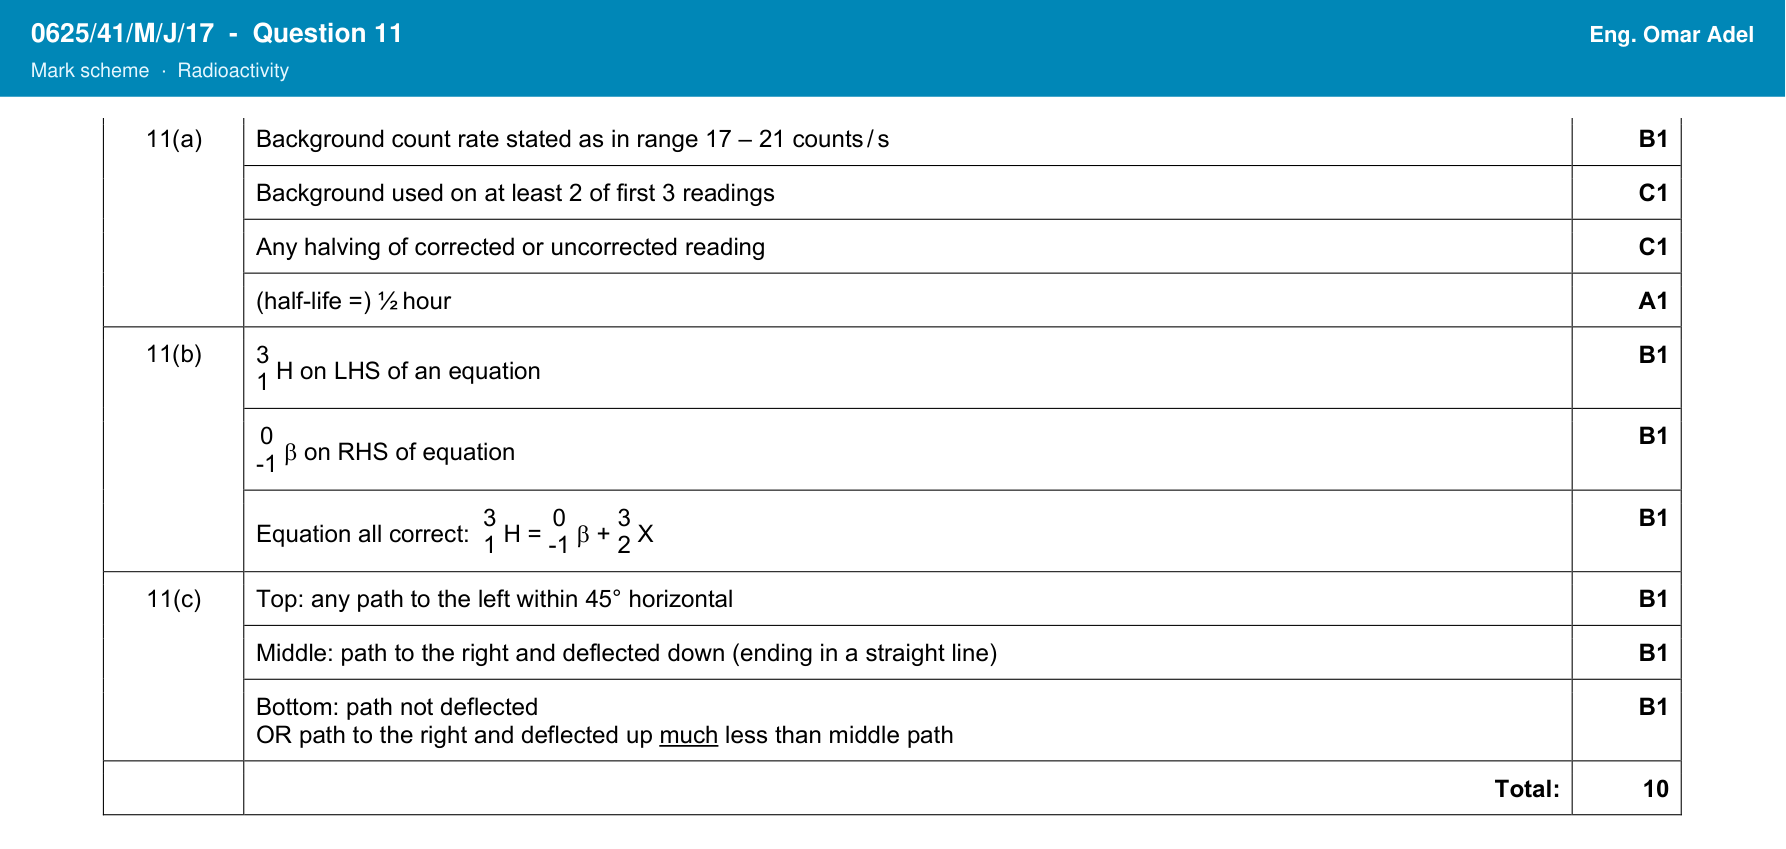 0625/41/M/J/17 - Question 11
Eng. Omar Adel
Mark scheme · Radioactivity
11(a) Background count rate stated as in range 17 – 21 counts/s B1
Background used on at least 2 of first 3 readings C1
Any halving of corrected or uncorrected reading C1
(half-life =) ½ hour A1
11(b) 3 1 H on LHS of an equation B1
0 -1 β on RHS of equation B1
Equation all correct: 3 1 H = 0 -1 β + 3 2 X B1
11(c) Top: any path to the left within 45° horizontal B1
Middle: path to the right and deflected down (ending in a straight line) B1
Bottom: path not deflected B1
OR path to the right and deflected up much less than middle path
Total: 10